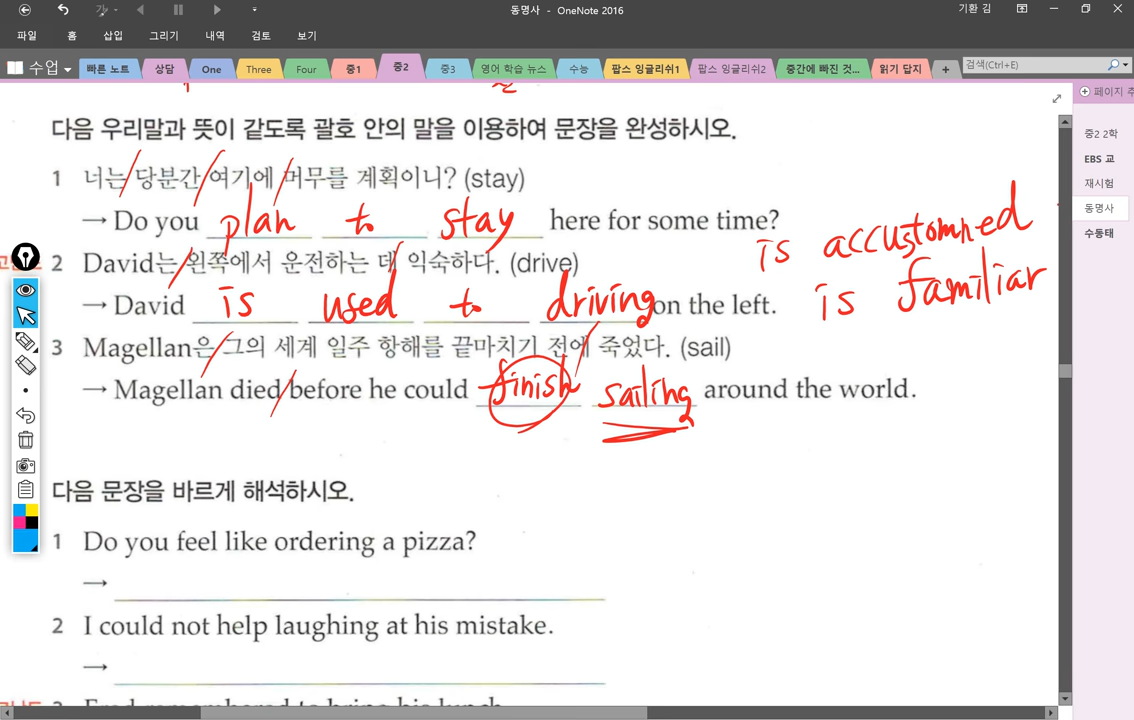 동명사 - OneNote 2016
기환 김
파일 홈 삽입 그리기 내역 검토 보기
수업 빠른 노트 상담 One Three Four 중1 중2 중3 영어 학습 뉴스 수능 팝스 잉글리쉬1 팝스 잉글리쉬2 중간에 빠진 것... 읽기 답지 + 검색(Ctrl+E)
중2 2학
EBS 교
재시험
동명사
수동태
다음 우리말과 뜻이 같도록 괄호 안의 말을 이용하여 문장을 완성하시오.
1 너는 당분간 여기에 머무를 계획이니? (stay)
→ Do you plan to stay here for some time?
is accustomned
2 David는 왼쪽에서 운전하는 데 익숙하다. (drive)
is familiar
→ David is used to driving on the left.
3 Magellan은 그의 세계 일주 항해를 끝마치기 전에 죽었다. (sail)
→ Magellan died before he could finish sailing around the world.
다음 문장을 바르게 해석하시오.
1 Do you feel like ordering a pizza?
→
2 I could not help laughing at his mistake.
→